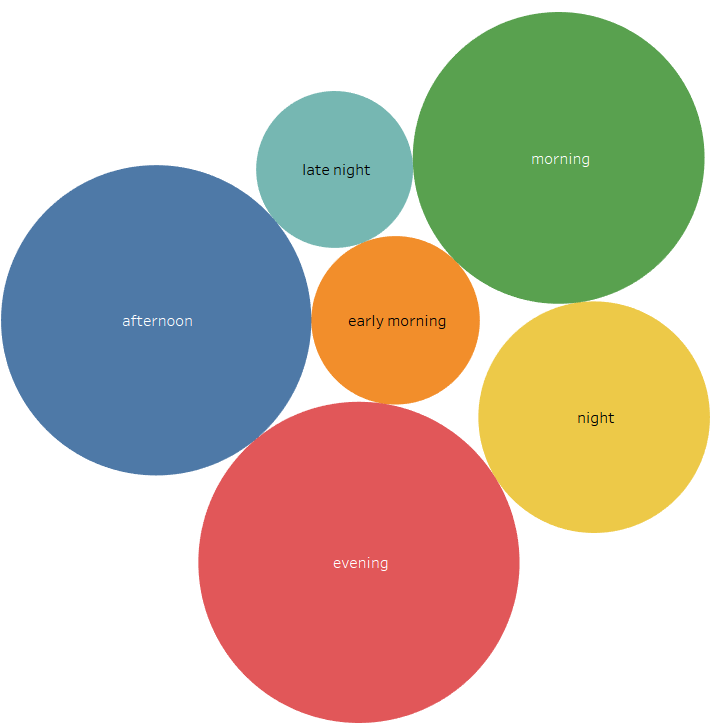 morning
late night
afternoon
early morning
night
evening